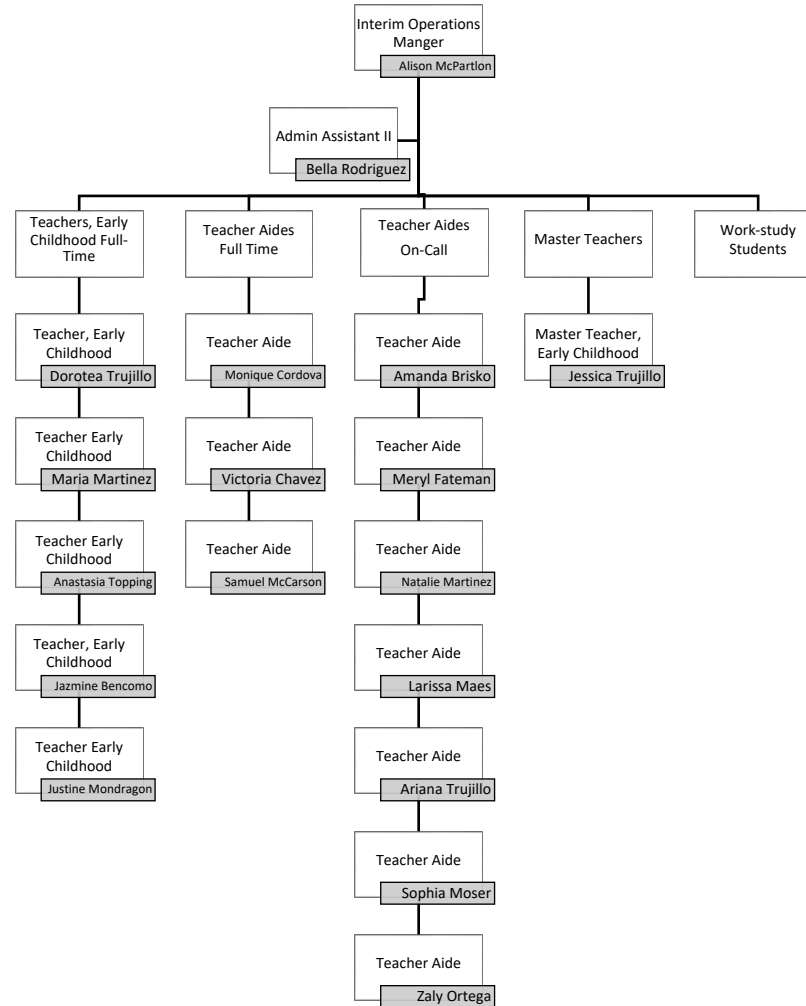 Interim Operations
Manger
Alison McPartlon
Admin Assistant II
Bella Rodriguez
Teachers, Early
Childhood Full-
Time
Teacher Aides
Full Time
Teacher Aides
On-Call
Master Teachers
Work-study
Students
Teacher, Early
Childhood
Dorotea Trujillo
Teacher Early
Childhood
Maria Martinez
Teacher Early
Childhood
Anastasia Topping
Teacher, Early
Childhood
Jazmine Bencomo
Teacher Early
Childhood
Justine Mondragon
Teacher Aide
Monique Cordova
Teacher Aide
Victoria Chavez
Teacher Aide
Samuel McCarson
Teacher Aide
Amanda Brisko
Teacher Aide
Meryl Fateman
Teacher Aide
Natalie Martinez
Teacher Aide
Larissa Maes
Teacher Aide
Ariana Trujillo
Teacher Aide
Sophia Moser
Teacher Aide
Zaly Ortega
Master Teacher,
Early Childhood
Jessica Trujillo